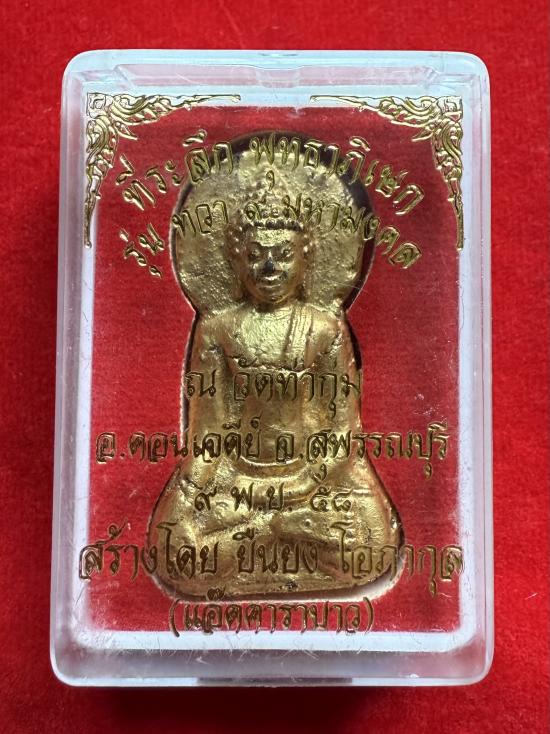 ที่ระลึก พุทธาภิเษก
รุ่น ทวา ๙ มหามงคล
ณ วัดท่ากุ่ม
อ.ดอนเจดีย์ จ.สุพรรณบุรี
๙ พ.ย. ๕๘
สร้างโดย ยืนยง โอภากุล
(แอ๊ดคาราบาว)